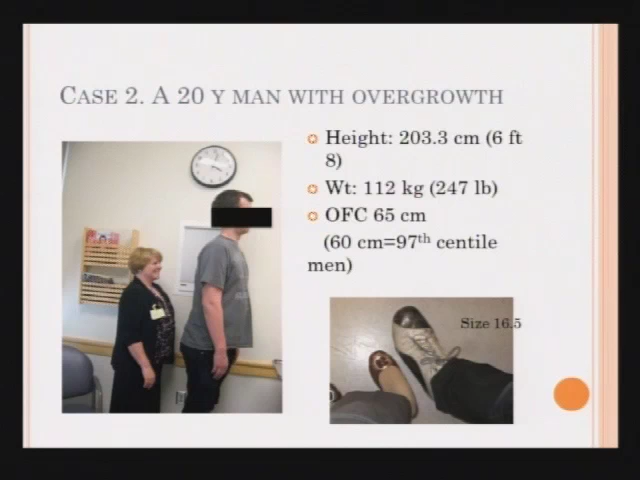 CASE 2. A 20 Y MAN WITH OVERGROWTH
Height: 203.3 cm (6 ft
8)
Wt: 112 kg (247 lb)
OFC 65 cm
(60 cm=97th centile
men)
Size 16.5